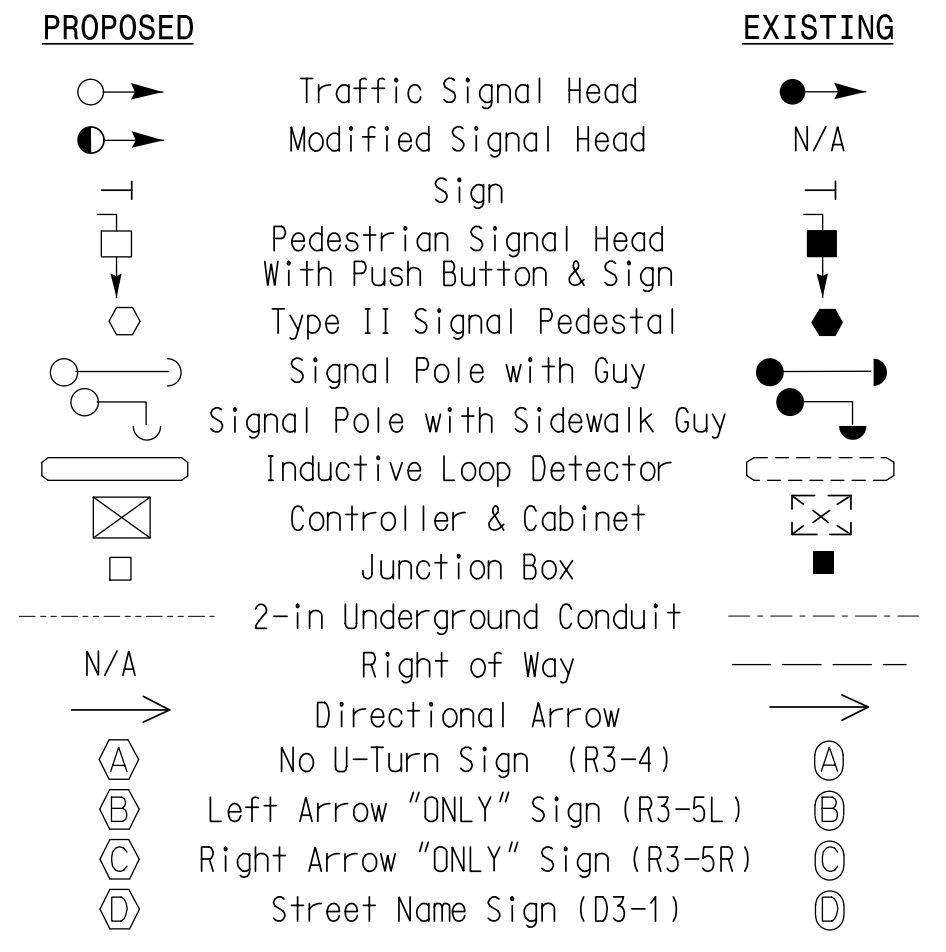 PROPOSED EXISTING
Traffic Signal Head
Modified Signal Head N/A
Sign
Pedestrian Signal Head
With Push Button & Sign
Type II Signal Pedestal
Signal Pole with Guy
Signal Pole with Sidewalk Guy
Inductive Loop Detector
Controller & Cabinet
Junction Box
2-in Underground Conduit
N/A Right of Way
Directional Arrow
A No U-Turn Sign (R3-4) A
B Left Arrow "ONLY" Sign (R3-5L) B
C Right Arrow "ONLY" Sign (R3-5R) C
D Street Name Sign (D3-1) D